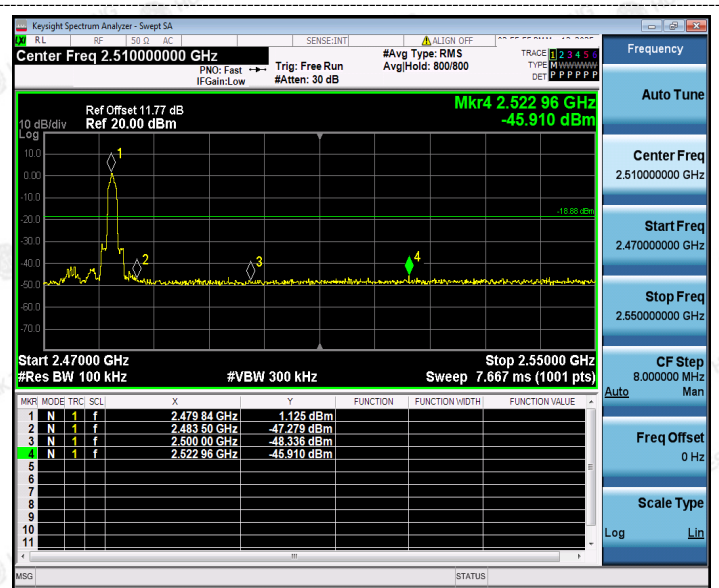 Keysight Spectrum Analyzer - Swept SA
LXI RL RF 50 Ω AC SENSE:INT ALIGN OFF
Center Freq 2.510000000 GHz
PNO: Fast
IFGain:Low
Trig: Free Run
#Atten: 30 dB
#Avg Type: RMS
Avg|Hold: 800/800
TRACE 1 2 3 4 5 6
TYPE M W W W W W
DET P P P P P P
Ref Offset 11.77 dB
10 dB/div Ref 20.00 dBm
Log
Mkr4 2.522 96 GHz
-45.910 dBm
10.0
0.00
-10.0
-20.0
-30.0
-40.0
-50.0
-60.0
-70.0
1
2
3
4
-18.88 dBm
Start 2.47000 GHz Stop 2.55000 GHz
#Res BW 100 kHz #VBW 300 kHz Sweep 7.667 ms (1001 pts)
MKR MODE TRC SCL X Y FUNCTION FUNCTION WIDTH FUNCTION VALUE
1 N 1 f 2.479 84 GHz 1.125 dBm
2 N 1 f 2.483 50 GHz -47.279 dBm
3 N 1 f 2.500 00 GHz -48.336 dBm
4 N 1 f 2.522 96 GHz -45.910 dBm
5
6
7
8
9
10
11
MSG STATUS
Frequency
Auto Tune
Center Freq
2.510000000 GHz
Start Freq
2.470000000 GHz
Stop Freq
2.550000000 GHz
CF Step
8.000000 MHz
Auto Man
Freq Offset
0 Hz
Scale Type
Log Lin